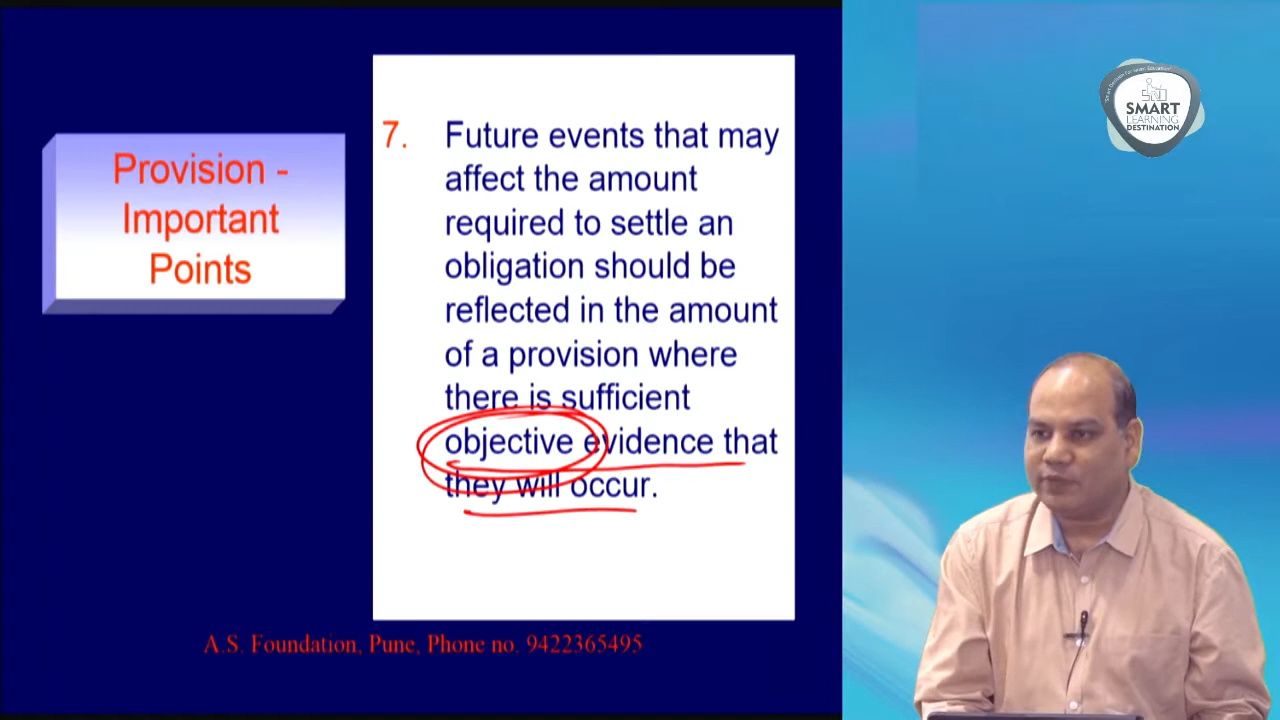 Provision -
Important
Points
7. Future events that may
affect the amount
required to settle an
obligation should be
reflected in the amount
of a provision where
there is sufficient
objective evidence that
they will occur.
A.S. Foundation, Pune, Phone no. 9422365495
SMART
LEARNING
DESTINATION